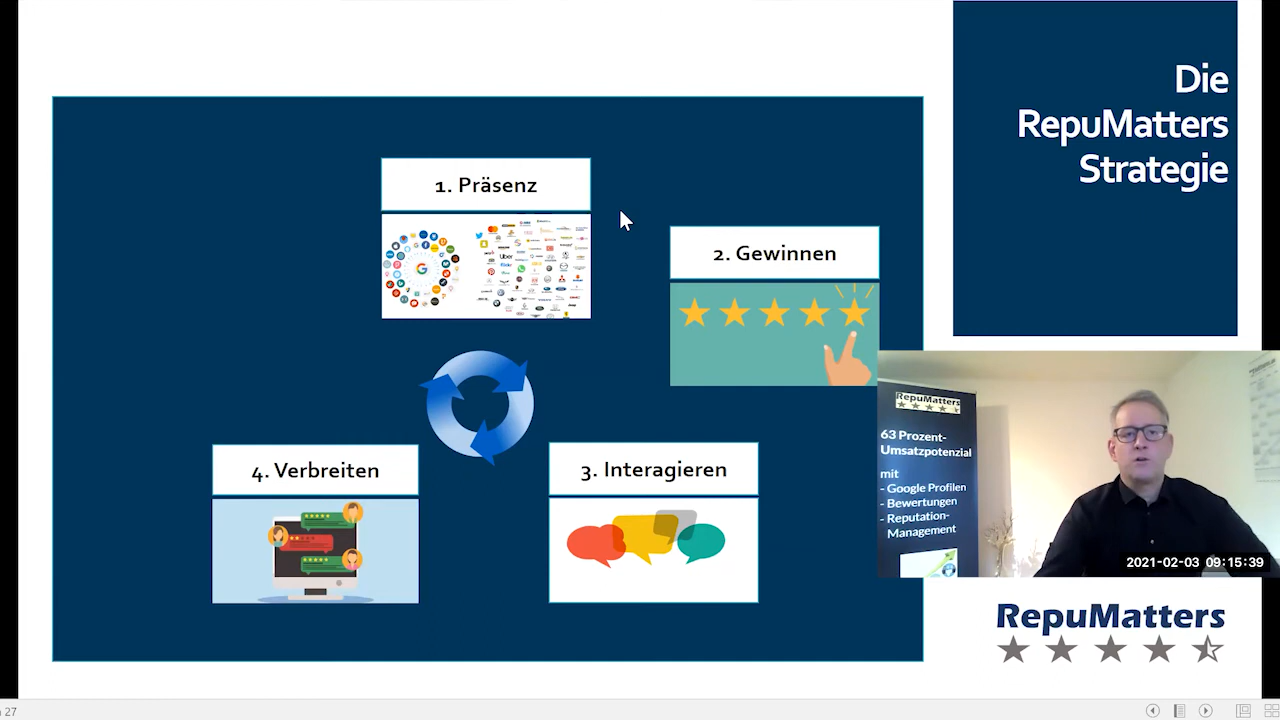 Die
RepuMatters
Strategie
1. Präsenz
Uber
2. Gewinnen
4. Verbreiten
3. Interagieren
RepuMatters
63 Prozent-
Umsatzpotenzial
mit
- Google Profilen
- Bewertungen
- Reputation-
Management
2021-02-03 09:15:39
RepuMatters
27